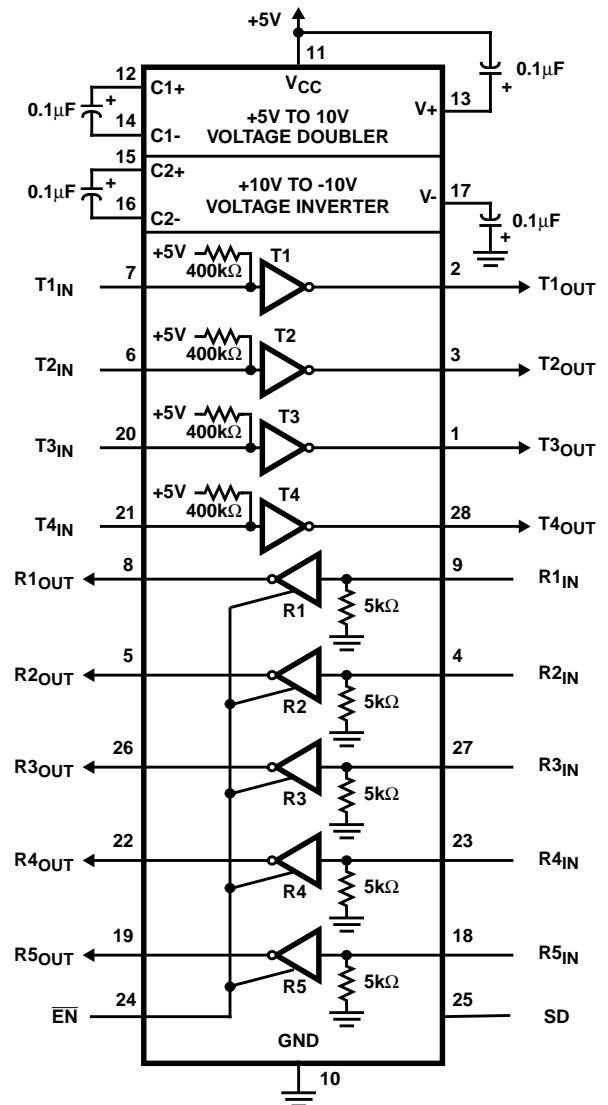 +5V
11
12
C1+
VCC
0.1µF
+
+
0.1µF
13
V+
+5V TO 10V
VOLTAGE DOUBLER
14
C1-
15
C2+
0.1µF
+
+10V TO -10V
VOLTAGE INVERTER
V-
17
16
C2-
0.1µF
+
+5V
400kΩ
T1
T1IN
7
2
T1OUT
+5V
400kΩ
T2
T2IN
6
3
T2OUT
+5V
400kΩ
T3
T3IN
20
1
T3OUT
+5V
400kΩ
T4
T4IN
21
28
T4OUT
R1OUT
8
9
R1IN
R1
5kΩ
R2OUT
5
4
R2IN
R2
5kΩ
R3OUT
26
27
R3IN
R3
5kΩ
R4OUT
22
23
R4IN
R4
5kΩ
R5OUT
19
18
R5IN
R5
5kΩ
EN
24
25
SD
GND
10